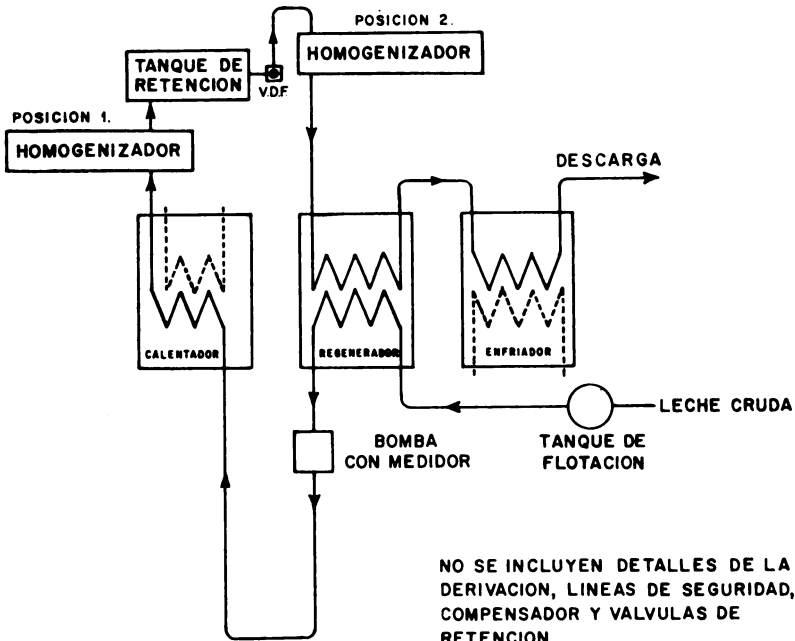 POSICION 2.
HOMOGENIZADOR
TANQUE DE
RETENCION
V.D.F.
POSICION 1.
HOMOGENIZADOR
DESCARGA
CALENTADOR
REGENERADOR
ENFRIADOR
LECHE CRUDA
TANQUE DE
FLOTACION
BOMBA
CON MEDIDOR
NO SE INCLUYEN DETALLES DE LA
DERIVACION, LINEAS DE SEGURIDAD,
COMPENSADOR Y VALVULAS DE
RETENCION